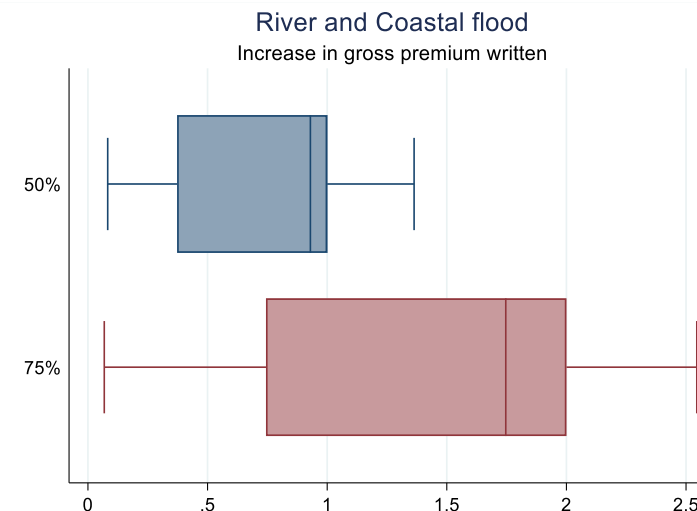 River and Coastal flood
Increase in gross premium written
50%
75%
0 .5 1 1.5 2 2.5